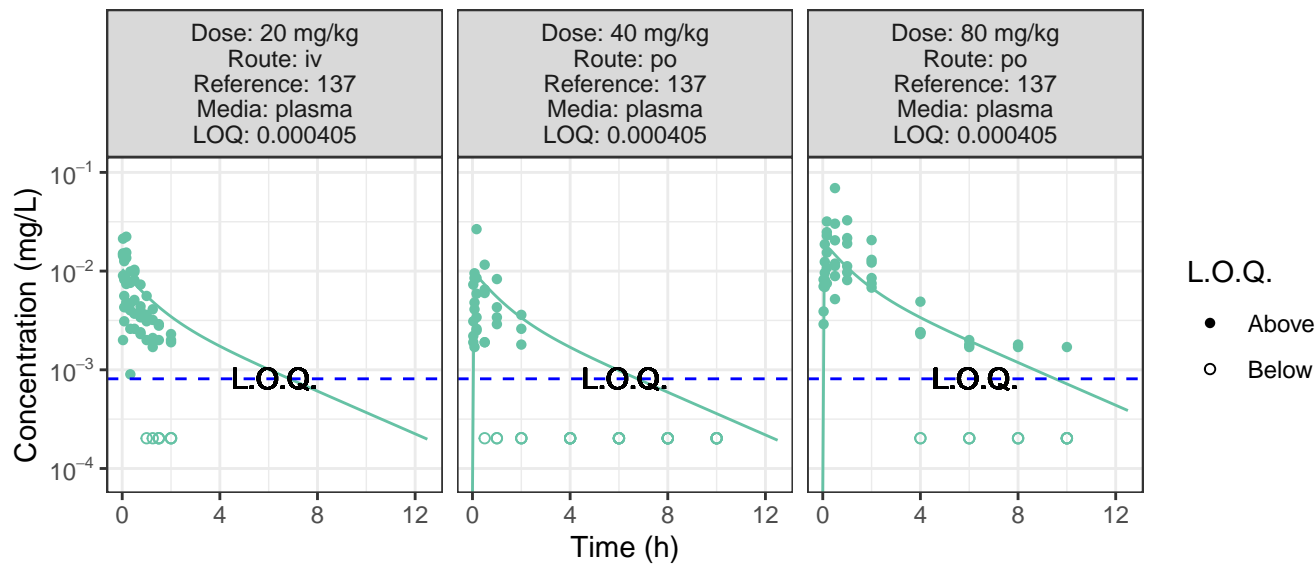 Dose: 20 mg/kg
Route: iv
Reference: 137
Media: plasma
LOQ: 0.000405
Dose: 40 mg/kg
Route: po
Reference: 137
Media: plasma
LOQ: 0.000405
Dose: 80 mg/kg
Route: po
Reference: 137
Media: plasma
LOQ: 0.000405
Concentration (mg/L)
10⁻¹
10⁻²
10⁻³
10⁻⁴
L.O.Q.
L.O.Q.
L.O.Q.
0 4 8 12
0 4 8 12
0 4 8 12
Time (h)
L.O.Q.
Above
Below